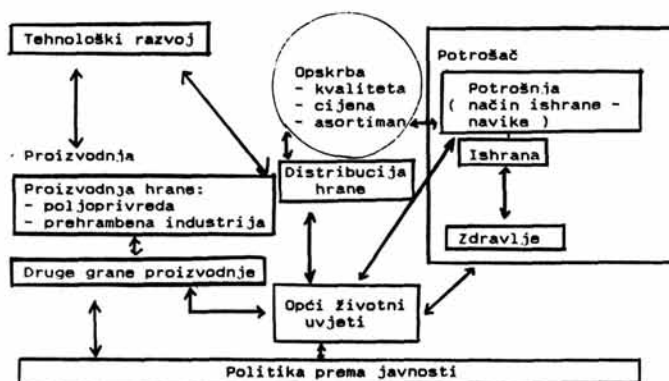 Tehnološki razvoj
Opskrba
- kvaliteta
- cijena
- asortiman
Potrošač
Potrošnja
( način ishrane -
navike )
Ishrana
Zdravlje
Proizvodnja
Proizvodnja hrane:
- poljoprivreda
- prehrambena industrija
Distribucija
hrane
Druge grane proizvodnje
Opći životni
uvjeti
Politika prema javnosti